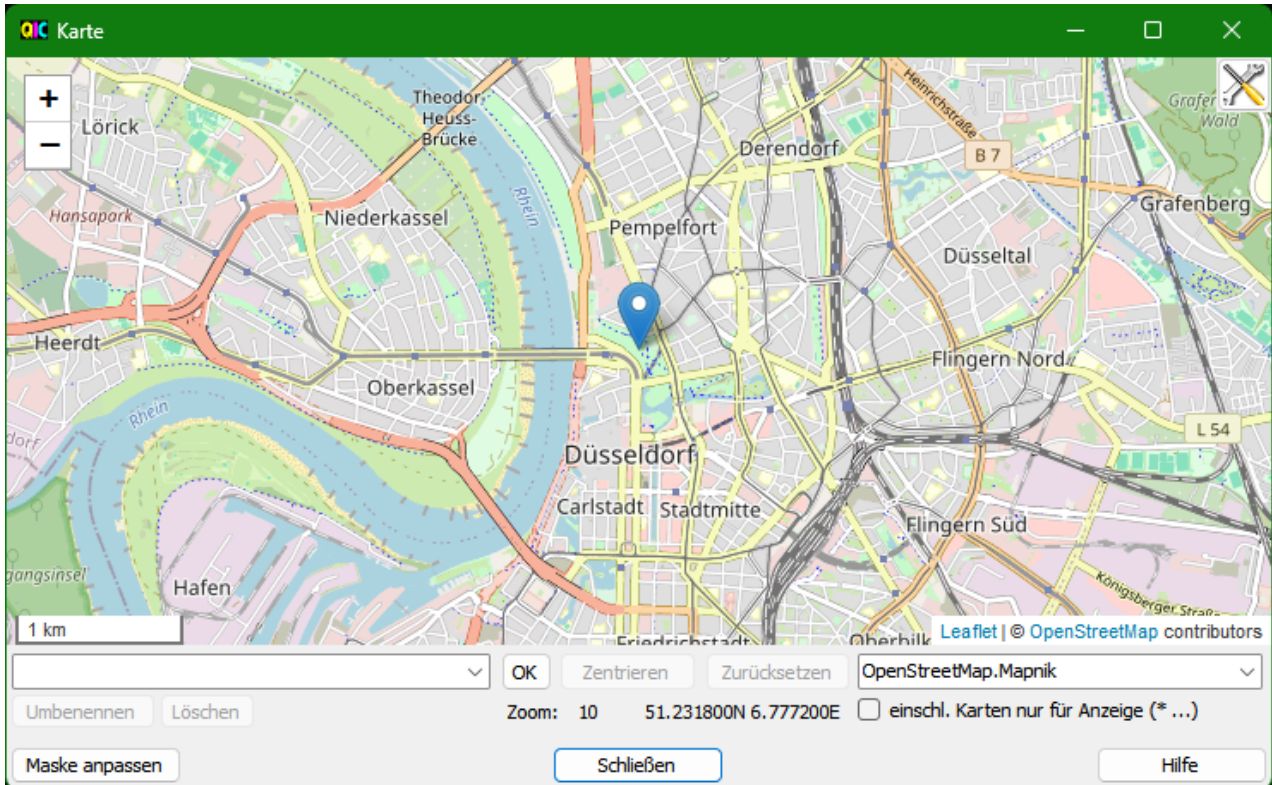 Karte
+
−
Lörick
Theodor-
Heuss-
Brücke
Heinrichstraße
Grafer
Wald
Derendorf
B 7
Rhein
Hansapark
Niederkassel
Grafenberg
Pempelfort
Düsseltal
Heerdt
Flingern Nord
Oberkassel
Rhein
dorf
L 54
Düsseldorf
Carlstadt
Stadtmitte
Flingern Süd
gangsinsel
Hafen
Königsberger Straße
1 km
Friedrichstadt
Oberbilk
Leaflet | © OpenStreetMap contributors
OK
Zentrieren
Zurücksetzen
OpenStreetMap.Mapnik
Umbenennen
Löschen
Zoom: 10 51.231800N 6.777200E
einschl. Karten nur für Anzeige (* ...)
Maske anpassen
Schließen
Hilfe